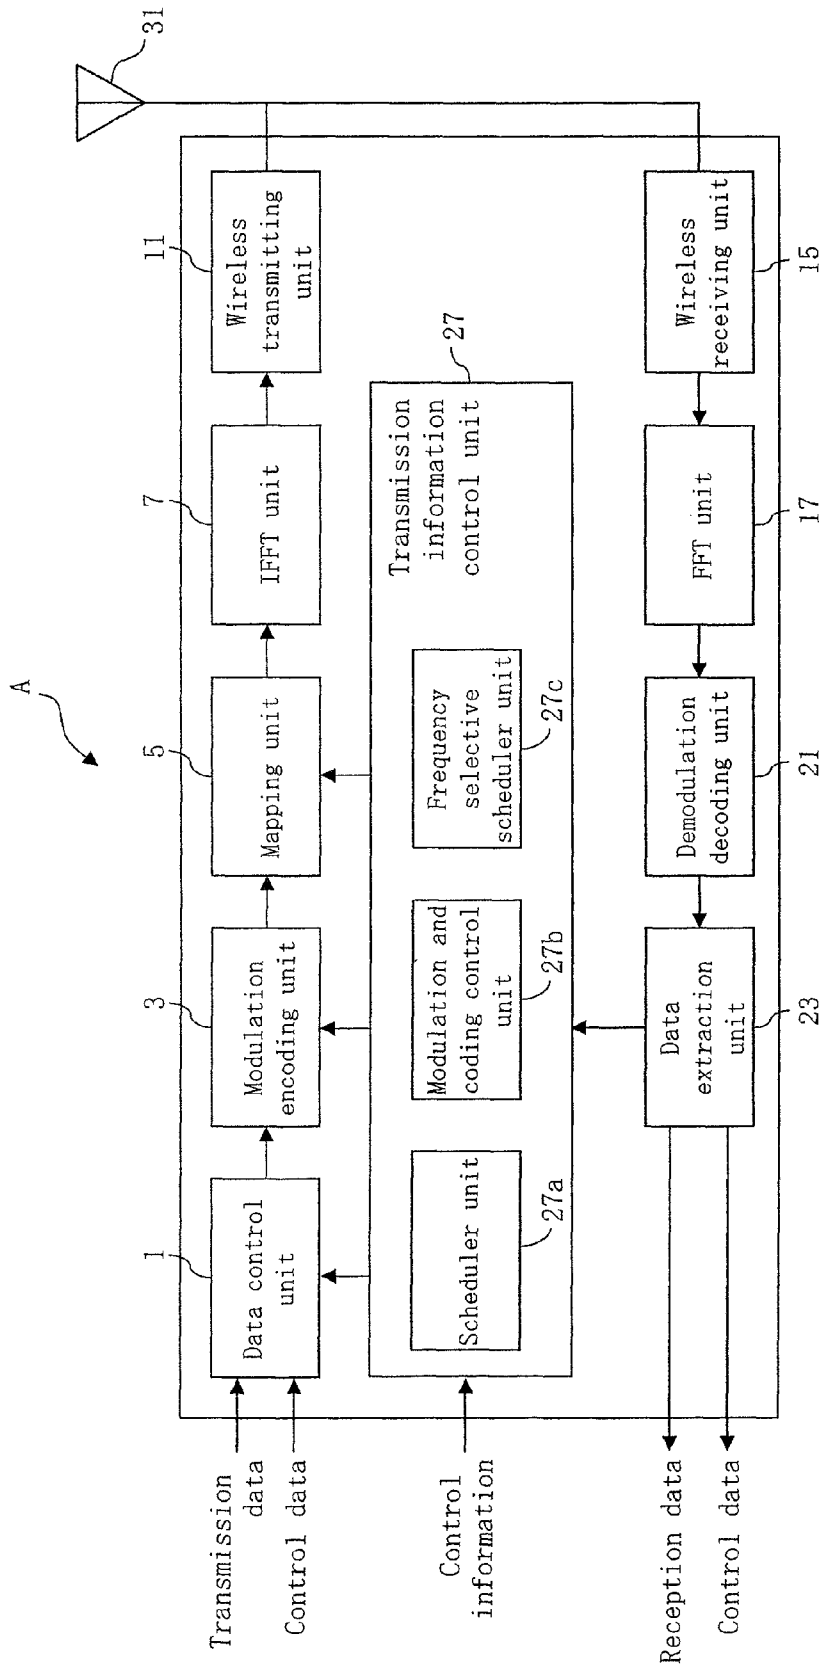 A
31
1
3
5
7
11
Data control
unit
Modulation
encoding unit
Mapping unit
IFFT unit
Wireless
transmitting
unit
Transmission
data
Control data
Control
information
27
Transmission
information
control unit
Scheduler unit
27a
Modulation and
coding control
unit
27b
Frequency
selective
scheduler unit
27c
Reception data
Control data
Data
extraction
unit
Demodulation
decoding unit
FFT unit
Wireless
receiving unit
23
21
17
15